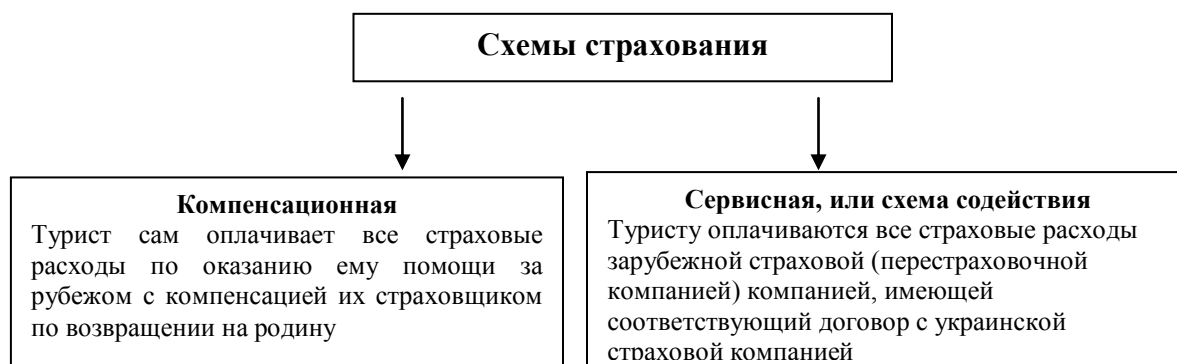 Схемы страхования
Компенсационная
Турист сам оплачивает все страховые
расходы по оказанию ему помощи за
рубежом с компенсацией их страховщиком
по возвращении на родину
Сервисная, или схема содействия
Туристу оплачиваются все страховые расходы
зарубежной страховой (перестраховочной
компанией) компанией, имеющей
соответствующий договор с украинской
страховой компанией